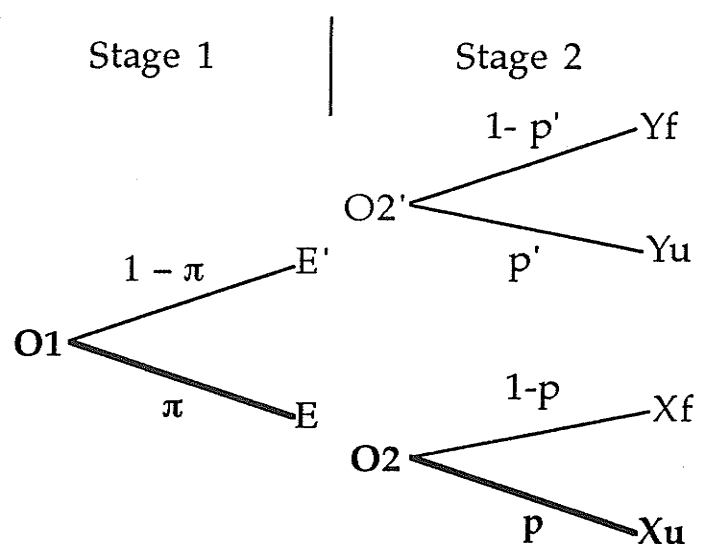 Stage 1
Stage 2
1- p'
Yf
O2'
p'
Yu
1 – π
E'
O1
π
E
1-p
Xf
O2
p
Xu